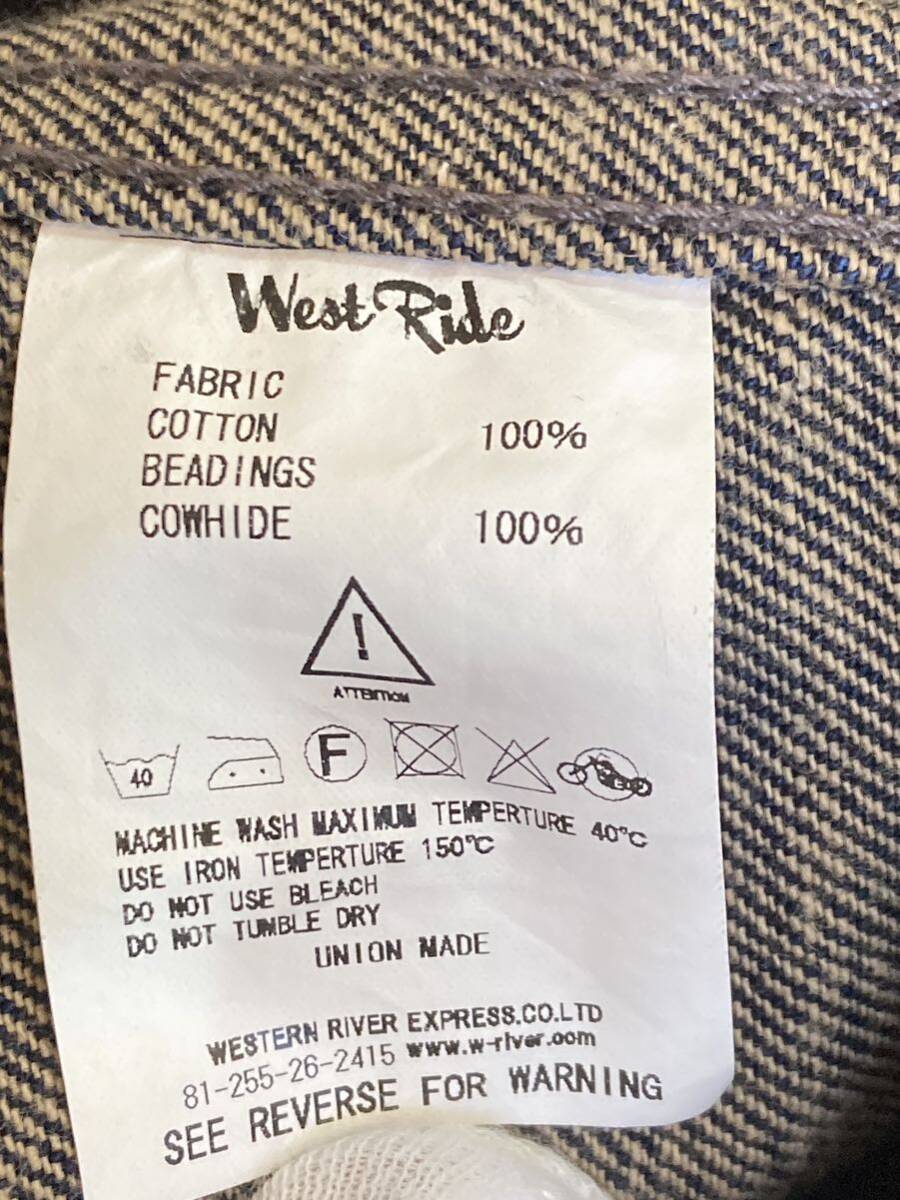 West Ride
FABRIC
COTTON 100%
BEADINGS
COWHIDE 100%
!
ATTENTION
40 F
MACHINE WASH MAXIMUM TEMPERTURE 40℃
USE IRON TEMPERTURE 150℃
DO NOT USE BLEACH
DO NOT TUMBLE DRY
UNION MADE
WESTERN RIVER EXPRESS.CO.LTD
81-255-26-2415 www.w-river.com
SEE REVERSE FOR WARNING